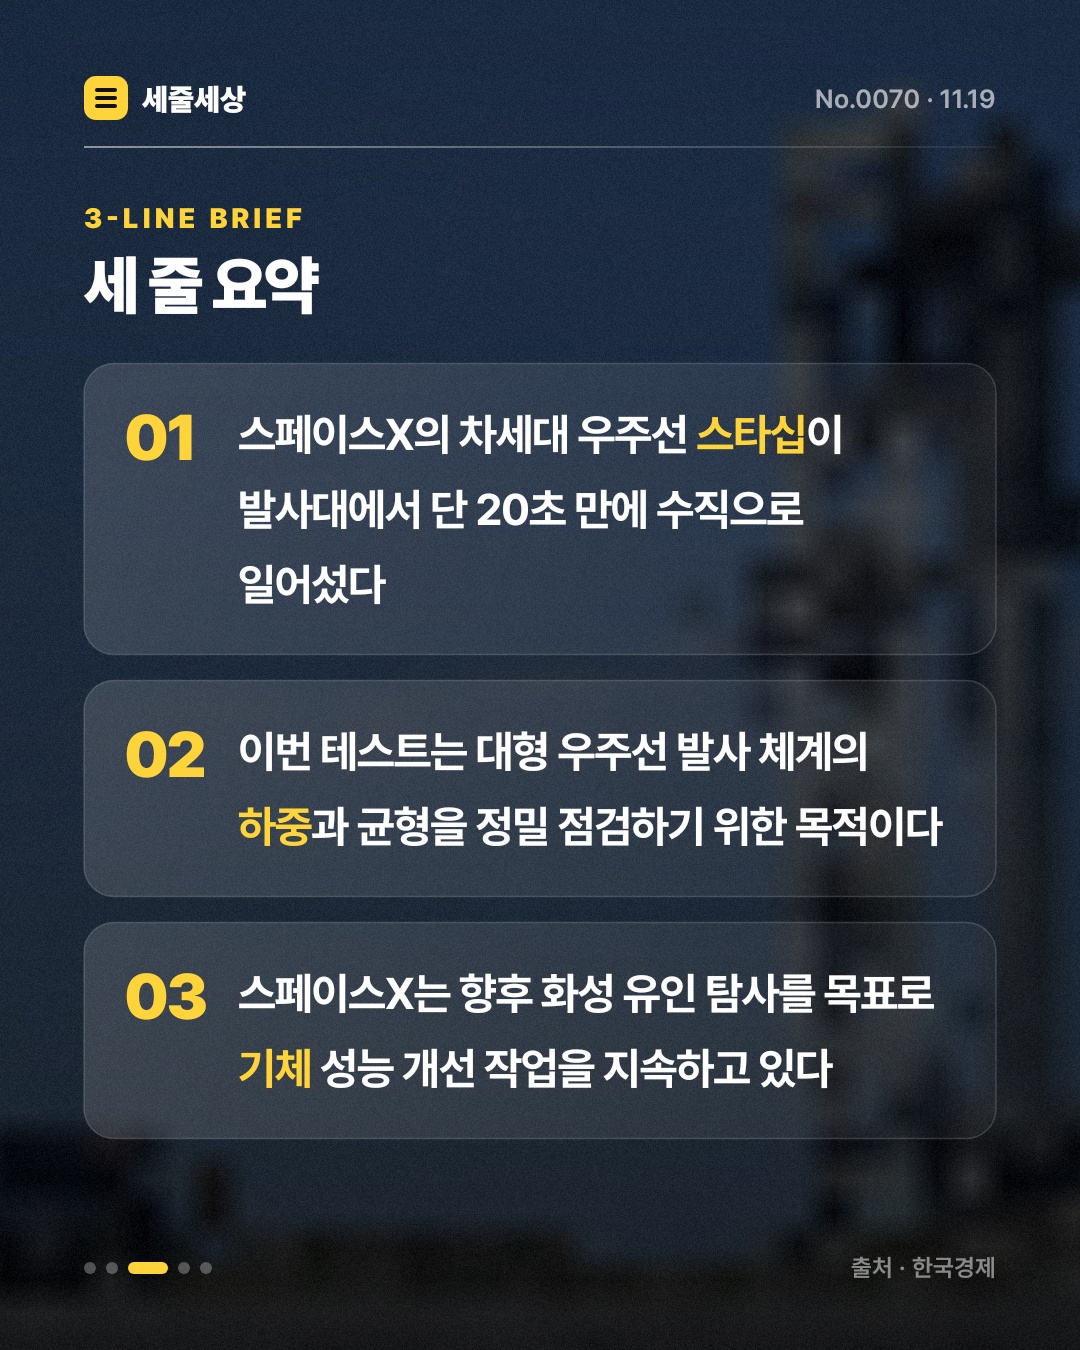 세줄세상
No.0070 · 11.19
3-LINE BRIEF
세 줄 요약
01
스페이스X의 차세대 우주선 스타십이
발사대에서 단 20초 만에 수직으로
일어섰다
02
이번 테스트는 대형 우주선 발사 체계의
하중과 균형을 정밀 점검하기 위한 목적이다
03
스페이스X는 향후 화성 유인 탐사를 목표로
기체 성능 개선 작업을 지속하고 있다
출처 · 한국경제